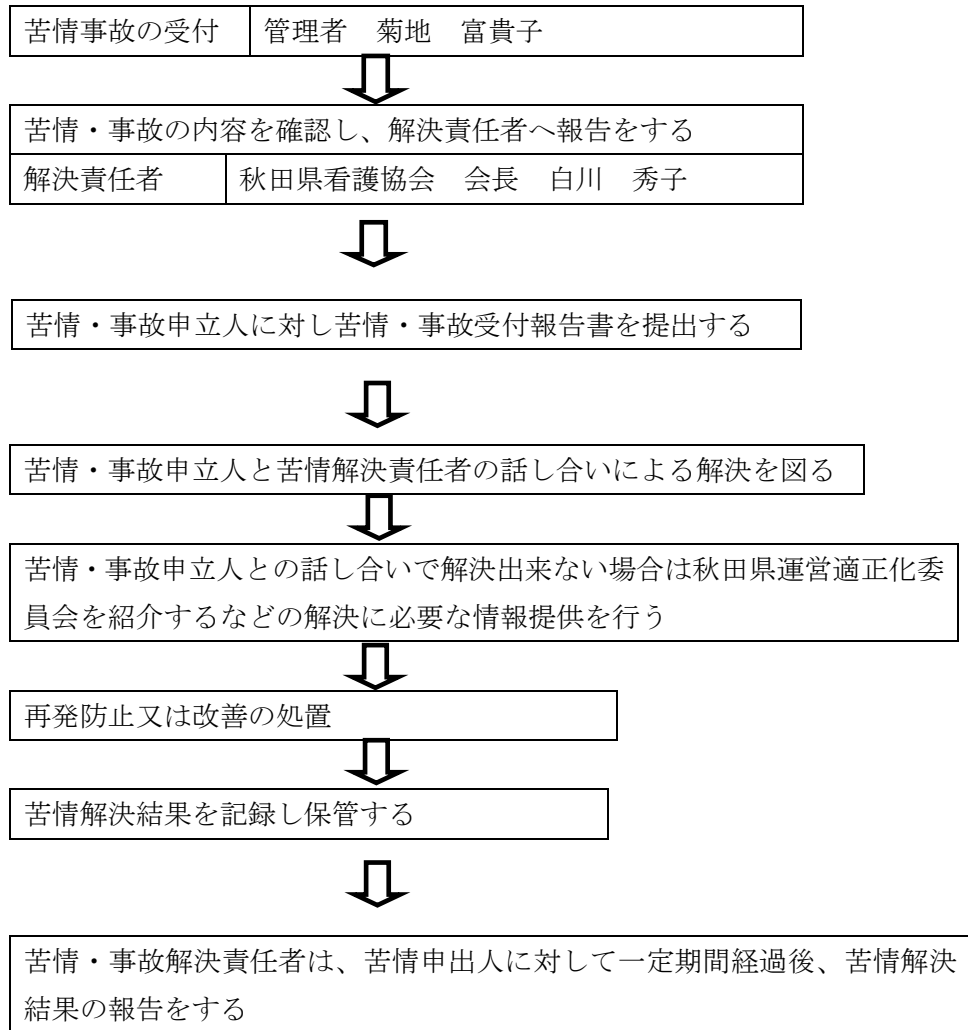 苦情事故の受付 管理者 菊地 富貴子
苦情・事故の内容を確認し、解決責任者へ報告をする
解決責任者 秋田県看護協会 会長 白川 秀子
苦情・事故申立人に対し苦情・事故受付報告書を提出する
苦情・事故申立人と苦情解決責任者の話し合いによる解決を図る
苦情・事故申立人との話し合いで解決出来ない場合は秋田県運営適正化委
員会を紹介するなどの解決に必要な情報提供を行う
再発防止又は改善の処置
苦情解決結果を記録し保管する
苦情・事故解決責任者は、苦情申出人に対して一定期間経過後、苦情解決
結果の報告をする